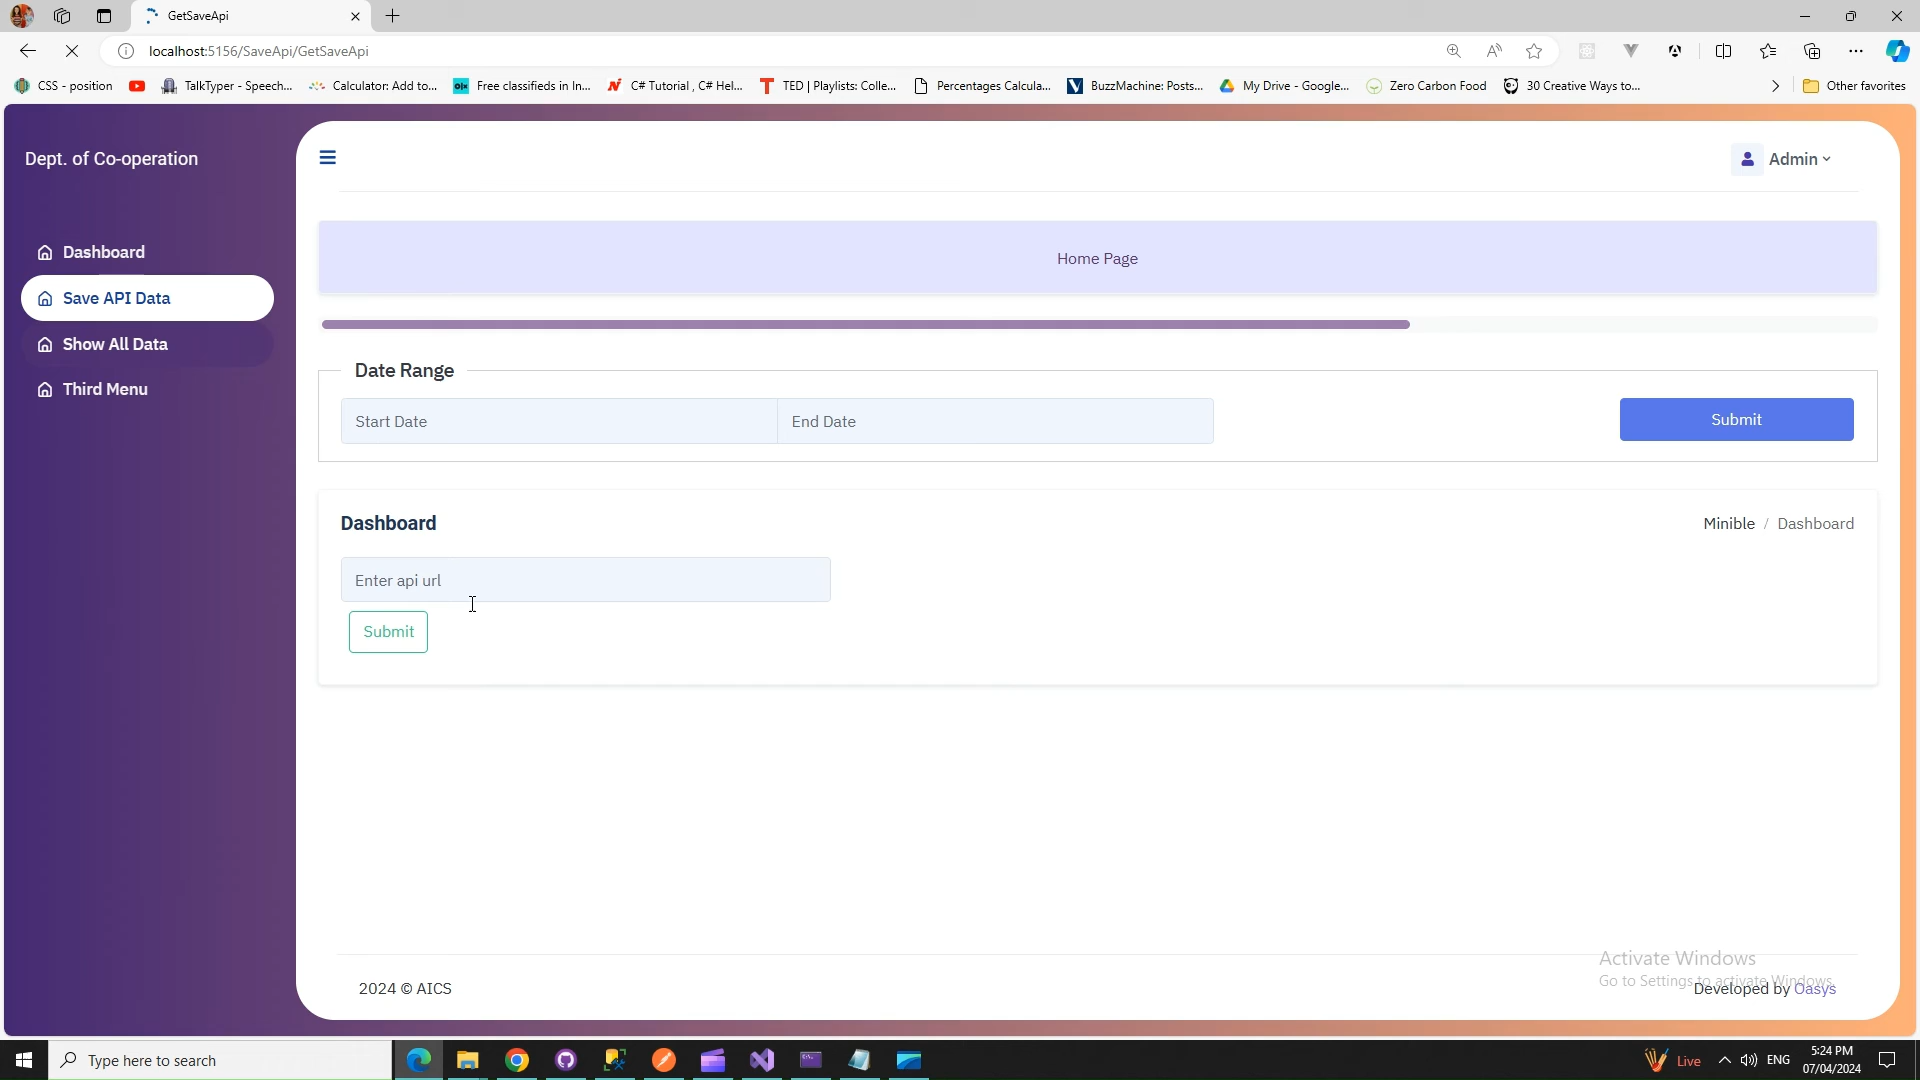 GetSaveApi
localhost:5156/SaveApi/GetSaveApi
CSS - position
TalkTyper - Speech...
Calculator: Add to...
Free classifieds in In...
C# Tutorial , C# Hel...
TED | Playlists: Colle...
Percentages Calcula...
BuzzMachine: Posts...
My Drive - Google...
Zero Carbon Food
30 Creative Ways to...
Other favorites
Dept. of Co-operation
Admin
Dashboard
Save API Data
Show All Data
Third Menu
Home Page
Date Range
Start Date
End Date
Submit
Dashboard
Minible / Dashboard
Enter api url
Submit
Activate Windows
Go to Settings to activate Windows.
2024 © AICS
Developed by Oasys
Type here to search
Live
ENG
5:24 PM
07/04/2024